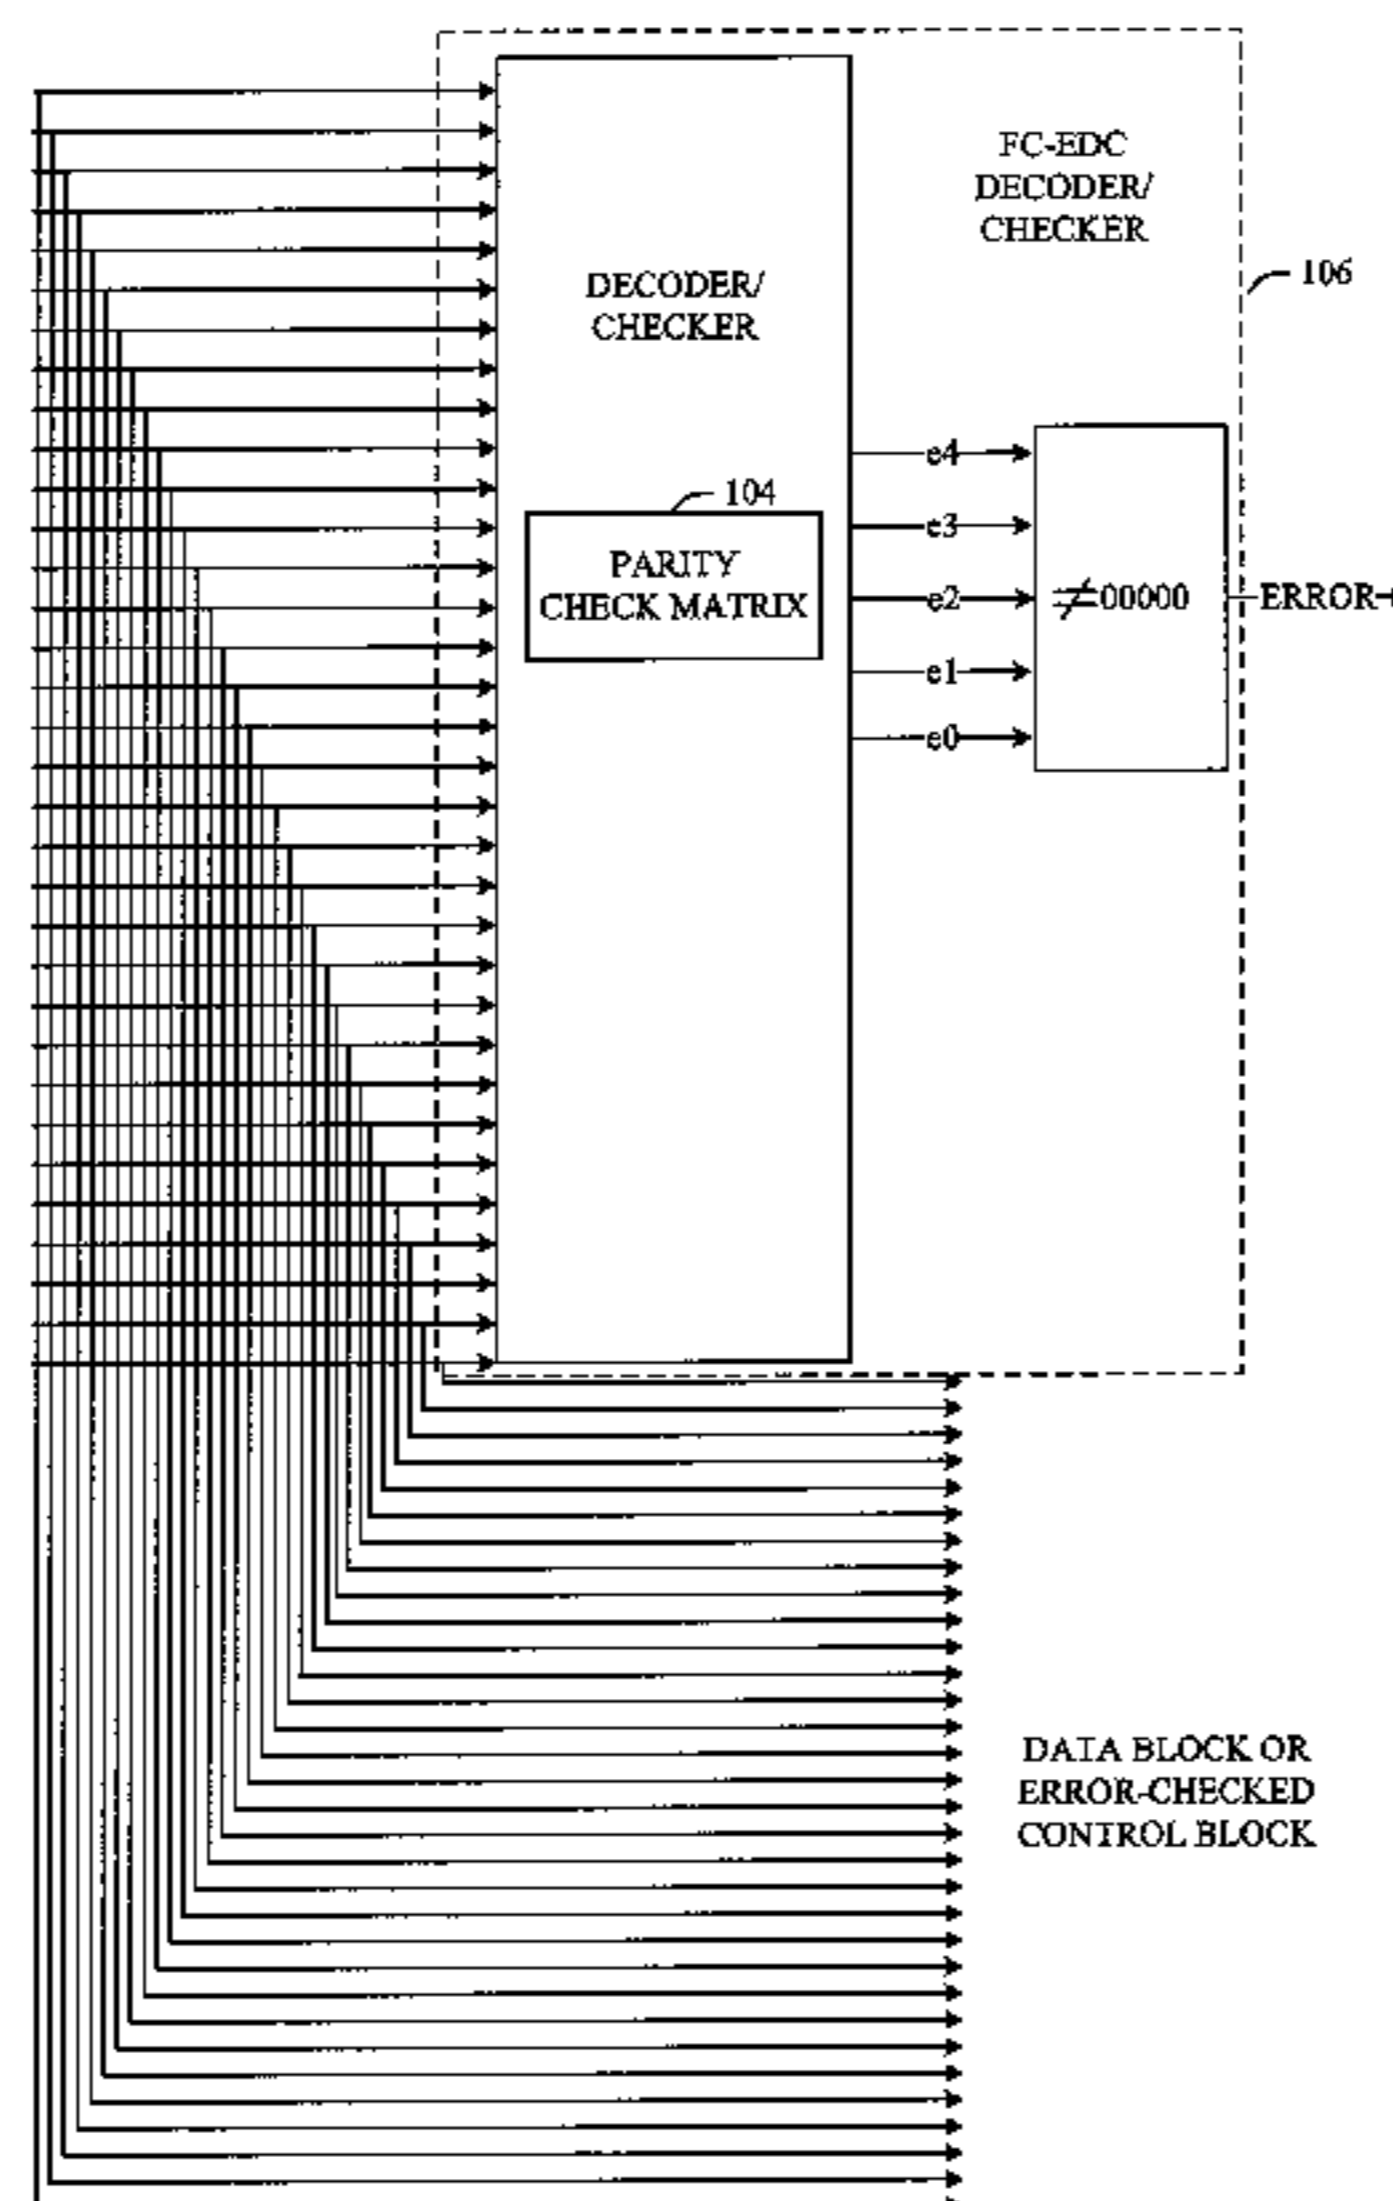 FC-EDC
DECODER/
CHECKER
106
DECODER/
CHECKER
104
PARITY
CHECK MATRIX
e4
e3
e2
e1
e0
≠00000
ERROR
DATA BLOCK OR
ERROR-CHECKED
CONTROL BLOCK